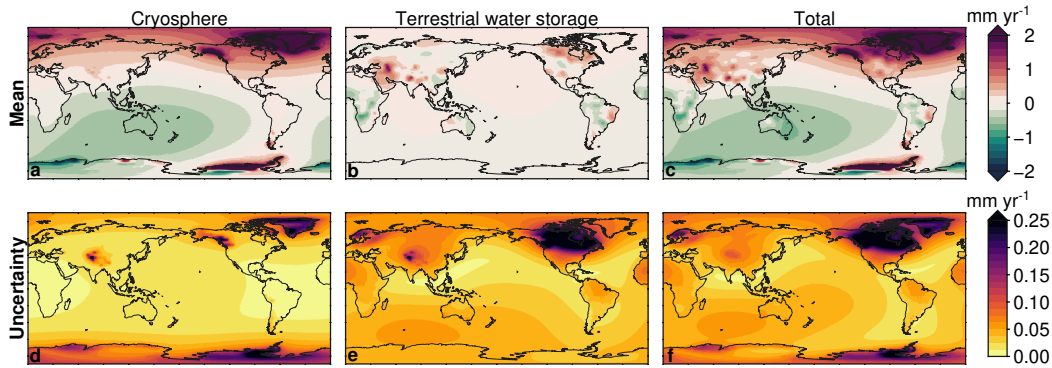 Cryosphere
Terrestrial water storage
Total
mm yr⁻¹
Mean
a
b
c
2
1
0
−1
−2
Uncertainty
d
e
f
mm yr⁻¹
0.25
0.20
0.15
0.10
0.05
0.00